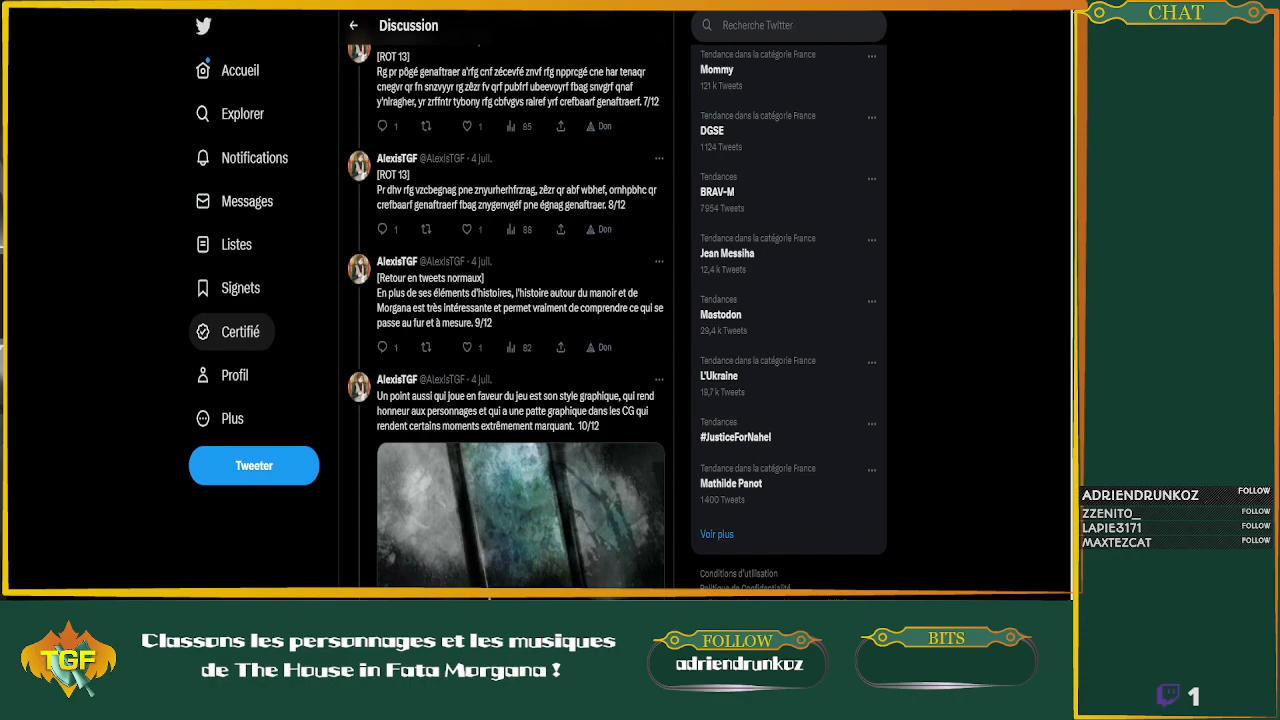 Accueil
Explorer
Notifications
Messages
Listes
Signets
Certifié
Profil
Plus
Tweeter
Discussion
[ROT 13]
Rg pr pôgé genaftraer a'rfg cnf zécevfé znvf rfg npprcgé cne har tenaqr
cnegvr qr fn snzvyyr rg zêzr fv qrf pubfrf ubeevoyrf fbag snvgrf qnaf
y'nlragher, yr zrffntr tybony rfg cbfvgvs raIref yrf crefbaarf genaftraerf. 7/12
1
1
85
Don
AlexisTGF @AlexisTGF · 4 juil.
[ROT 13]
Pr dhv rfg vzcbegnag pne znyurherhfrzrag, zêzr qr abf wbhef, ornhpbhc qr
crefbaarf genaftraerf fbag znygenvgéf pne égnag genaftraer. 8/12
1
1
88
Don
AlexisTGF @AlexisTGF · 4 juil.
[Retour en tweets normaux]
En plus de ses éléments d'histoires, l'histoire autour du manoir et de
Morgana est très intéressante et permet vraiment de comprendre ce qui se
passe au fur et à mesure. 9/12
1
1
82
Don
AlexisTGF @AlexisTGF · 4 juil.
Un point aussi qui joue en faveur du jeu est son style graphique, qui rend
honneur aux personnages et qui a une patte graphique dans les CG qui
rendent certains moments extrêmement marquant. 10/12
Recherche Twitter
Tendance dans la catégorie France
Mommy
121 k Tweets
Tendance dans la catégorie France
DGSE
1 124 Tweets
Tendances
BRAV-M
7 954 Tweets
Tendance dans la catégorie France
Jean Messiha
12,4 k Tweets
Tendances
Mastodon
29,4 k Tweets
Tendance dans la catégorie France
L'Ukraine
19,7 k Tweets
Tendances
#JusticeForNahel
Tendance dans la catégorie France
Mathilde Panot
1 400 Tweets
Voir plus
Conditions d'utilisation
Politique de Confidentialité
CHAT
ADRIENDRUNKOZ FOLLOW
ZZENITO_ FOLLOW
LAPIE3171 FOLLOW
MAXTEZCAT FOLLOW
TGF
Classons les personnages et les musiques
de The House in Fata Morgana !
FOLLOW
adriendrunkoz
BITS
1